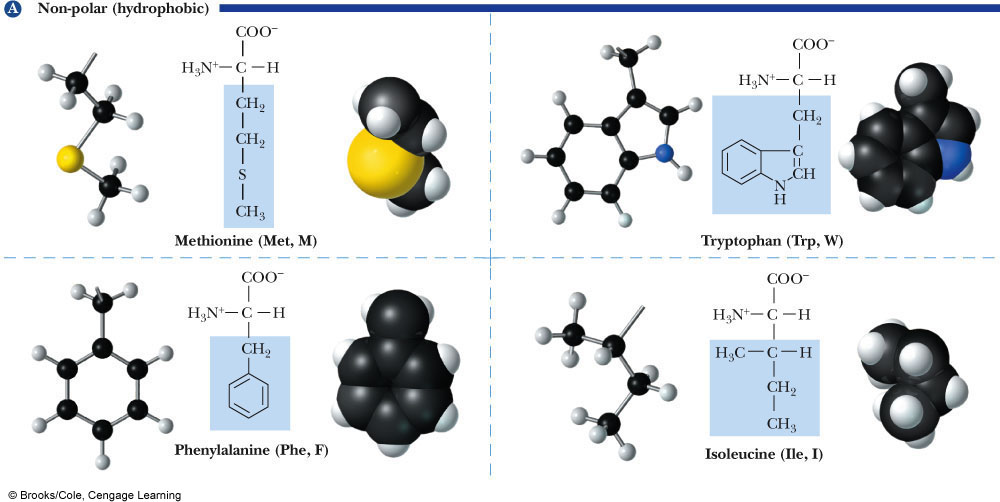 A Non-polar (hydrophobic)
COO⁻
H₃N⁺—C—H
CH₂
CH₂
S
CH₃
Methionine (Met, M)
COO⁻
H₃N⁺—C—H
CH₂
C
CH
NH
H
Tryptophan (Trp, W)
COO⁻
H₃N⁺—C—H
CH₂
Phenylalanine (Phe, F)
COO⁻
H₃N⁺—C—H
H₃C—C—H
CH₂
CH₃
Isoleucine (Ile, I)
© Brooks/Cole, Cengage Learning